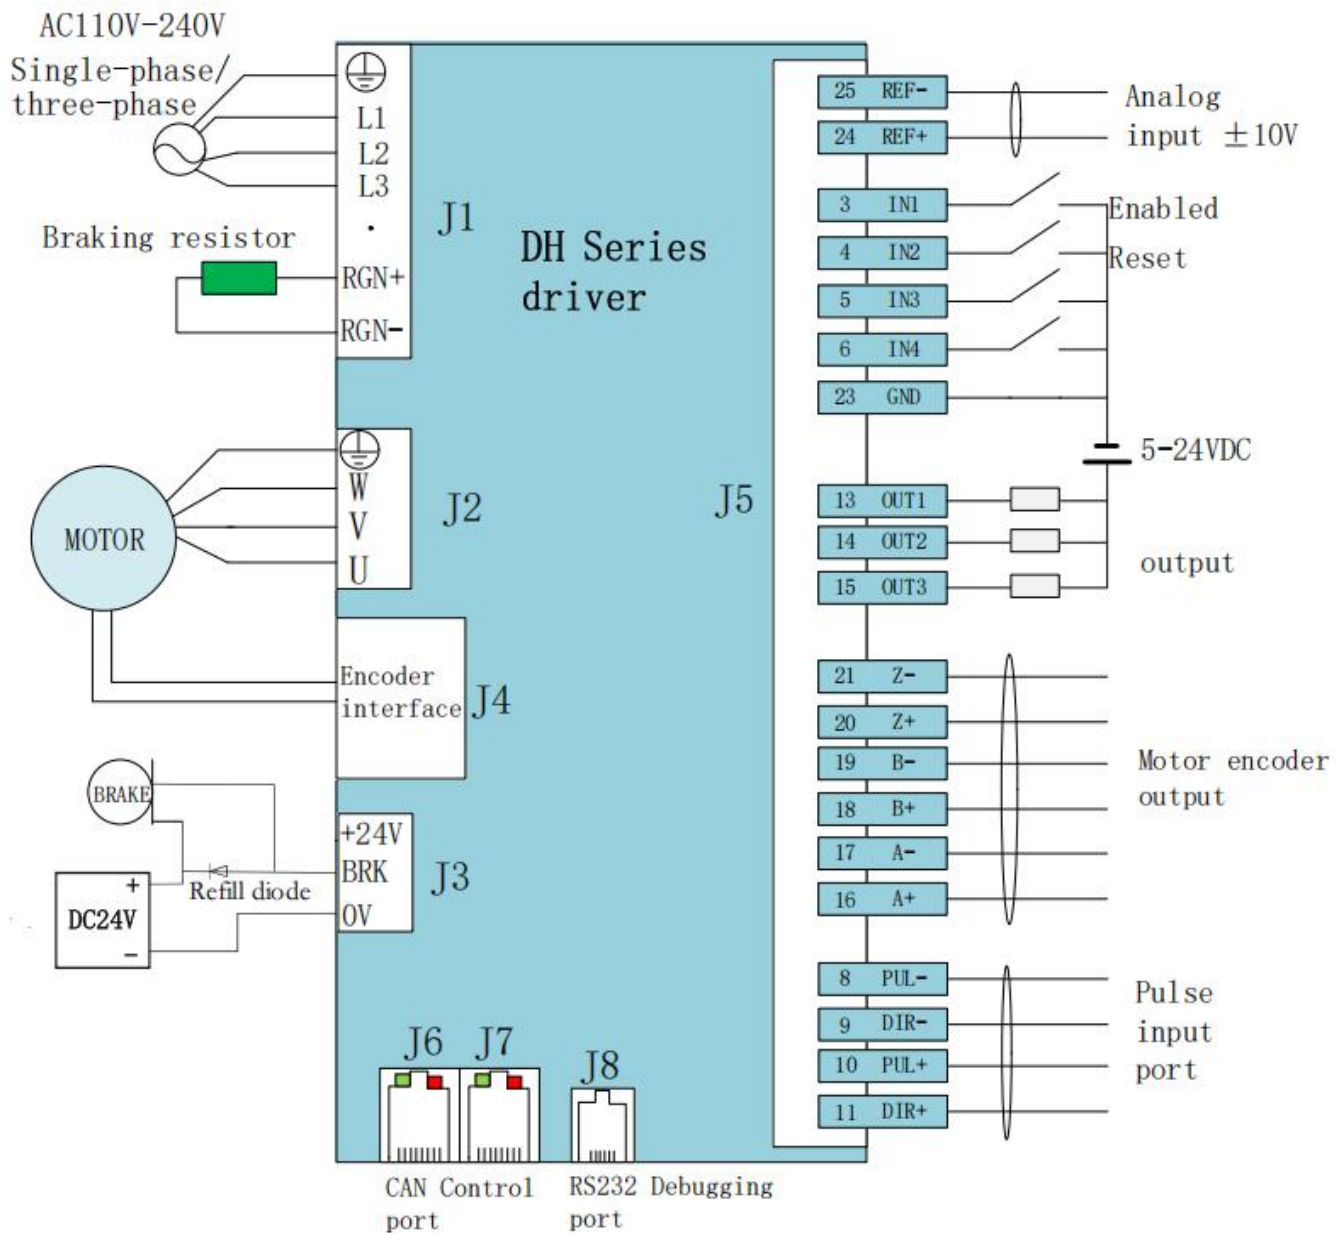 AC110V-240V
Single-phase/
three-phase
L1
L2
L3
J1
Braking resistor
RGN+
RGN-
DH Series
driver
MOTOR
W
V
U
J2
Encoder
interface
J4
BRAKE
+24V
BRK
0V
J3
Refill diode
+
DC24V
-
J6
J7
J8
CAN Control
port
RS232 Debugging
port
J5
25 REF-
24 REF+
Analog
input ±10V
3 IN1
Enabled
4 IN2
Reset
5 IN3
6 IN4
23 GND
5-24VDC
13 OUT1
14 OUT2
15 OUT3
output
21 Z-
20 Z+
19 B-
18 B+
17 A-
16 A+
Motor encoder
output
8 PUL-
9 DIR-
10 PUL+
11 DIR+
Pulse
input
port